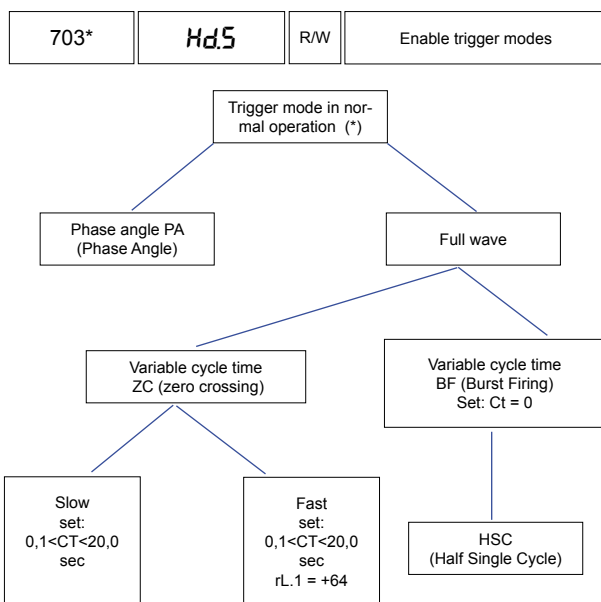 703*
Hd.5
R/W
Enable trigger modes
Trigger mode in nor-
mal operation (*)
Phase angle PA
(Phase Angle)
Full wave
Variable cycle time
ZC (zero crossing)
Variable cycle time
BF (Burst Firing)
Set: Ct = 0
Slow
set:
0,1<CT<20,0
sec
Fast
set:
0,1<CT<20,0
sec
rL.1 = +64
HSC
(Half Single Cycle)